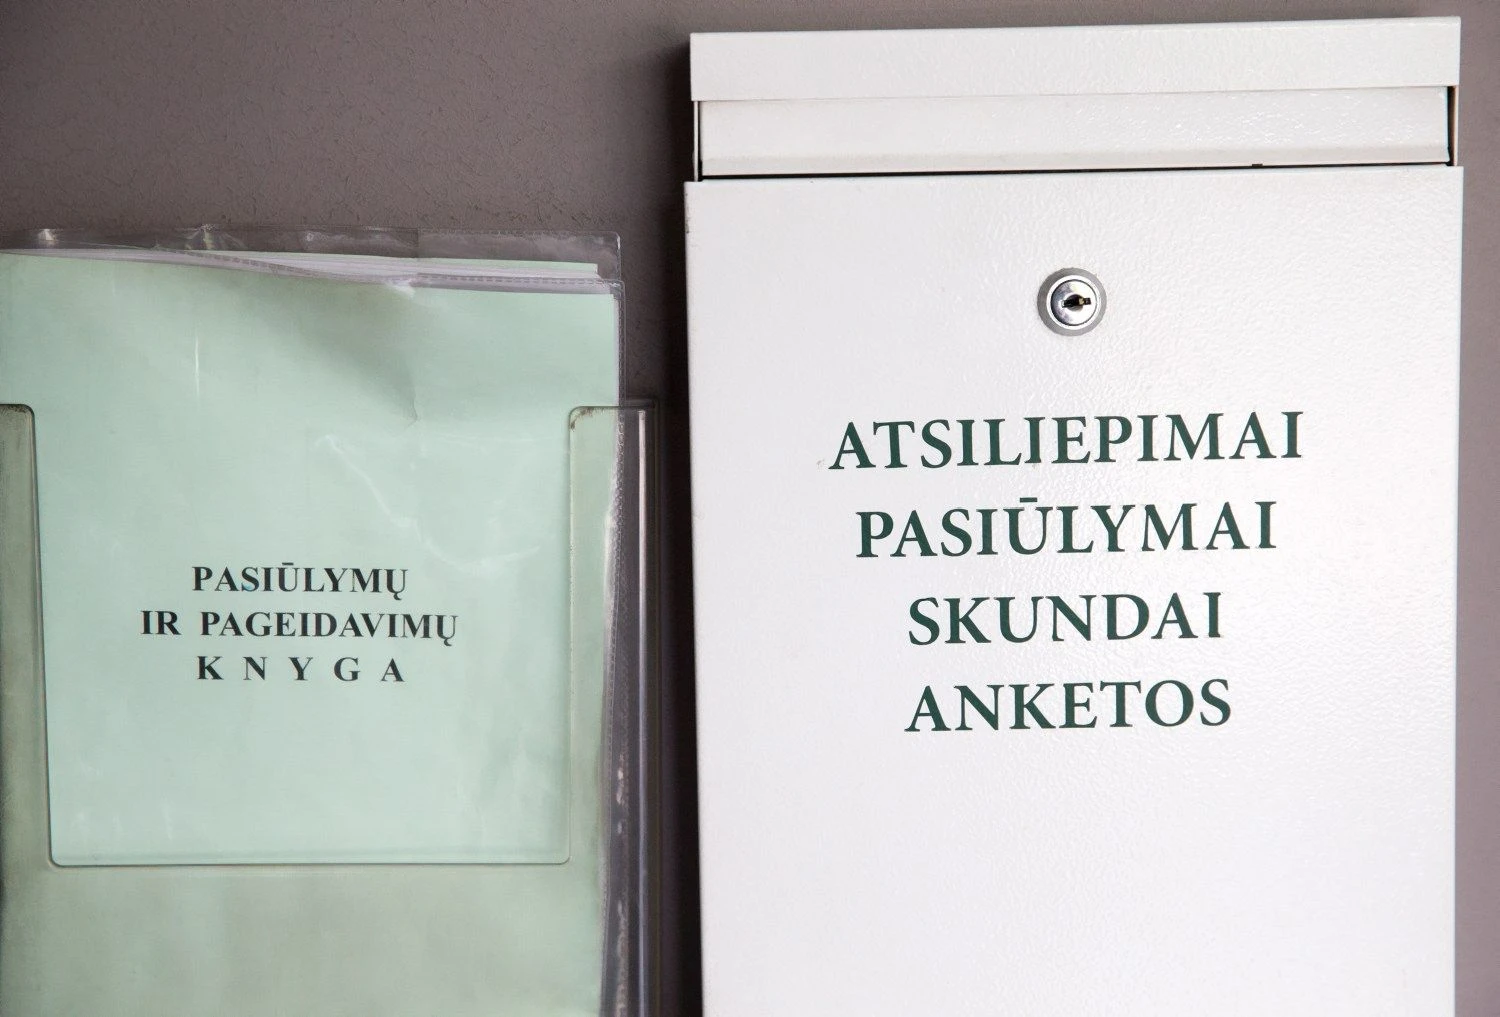 PASIŪLYMŲ
IR PAGEIDAVIMŲ
K N Y G A
ATSILIEPIMAI
PASIŪLYMAI
SKUNDAI
ANKETOS